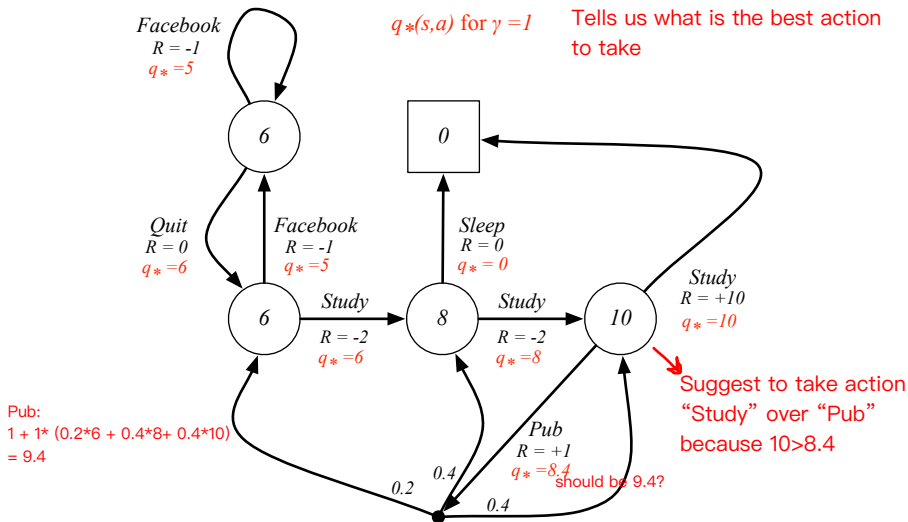 Facebook
R = -1
q* =5
q*(s,a) for γ =1
Tells us what is the best action
to take
6
0
Quit
R = 0
q* =6
Facebook
R = -1
q* =5
Sleep
R = 0
q* = 0
Study
R = +10
q* =10
6
Study
R = -2
q* =6
8
Study
R = -2
q* =8
10
Suggest to take action
“Study” over “Pub”
because 10>8.4
Pub:
1 + 1* (0.2*6 + 0.4*8+ 0.4*10)
= 9.4
Pub
R = +1
q* =8.4
should be 9.4?
0.2
0.4
0.4